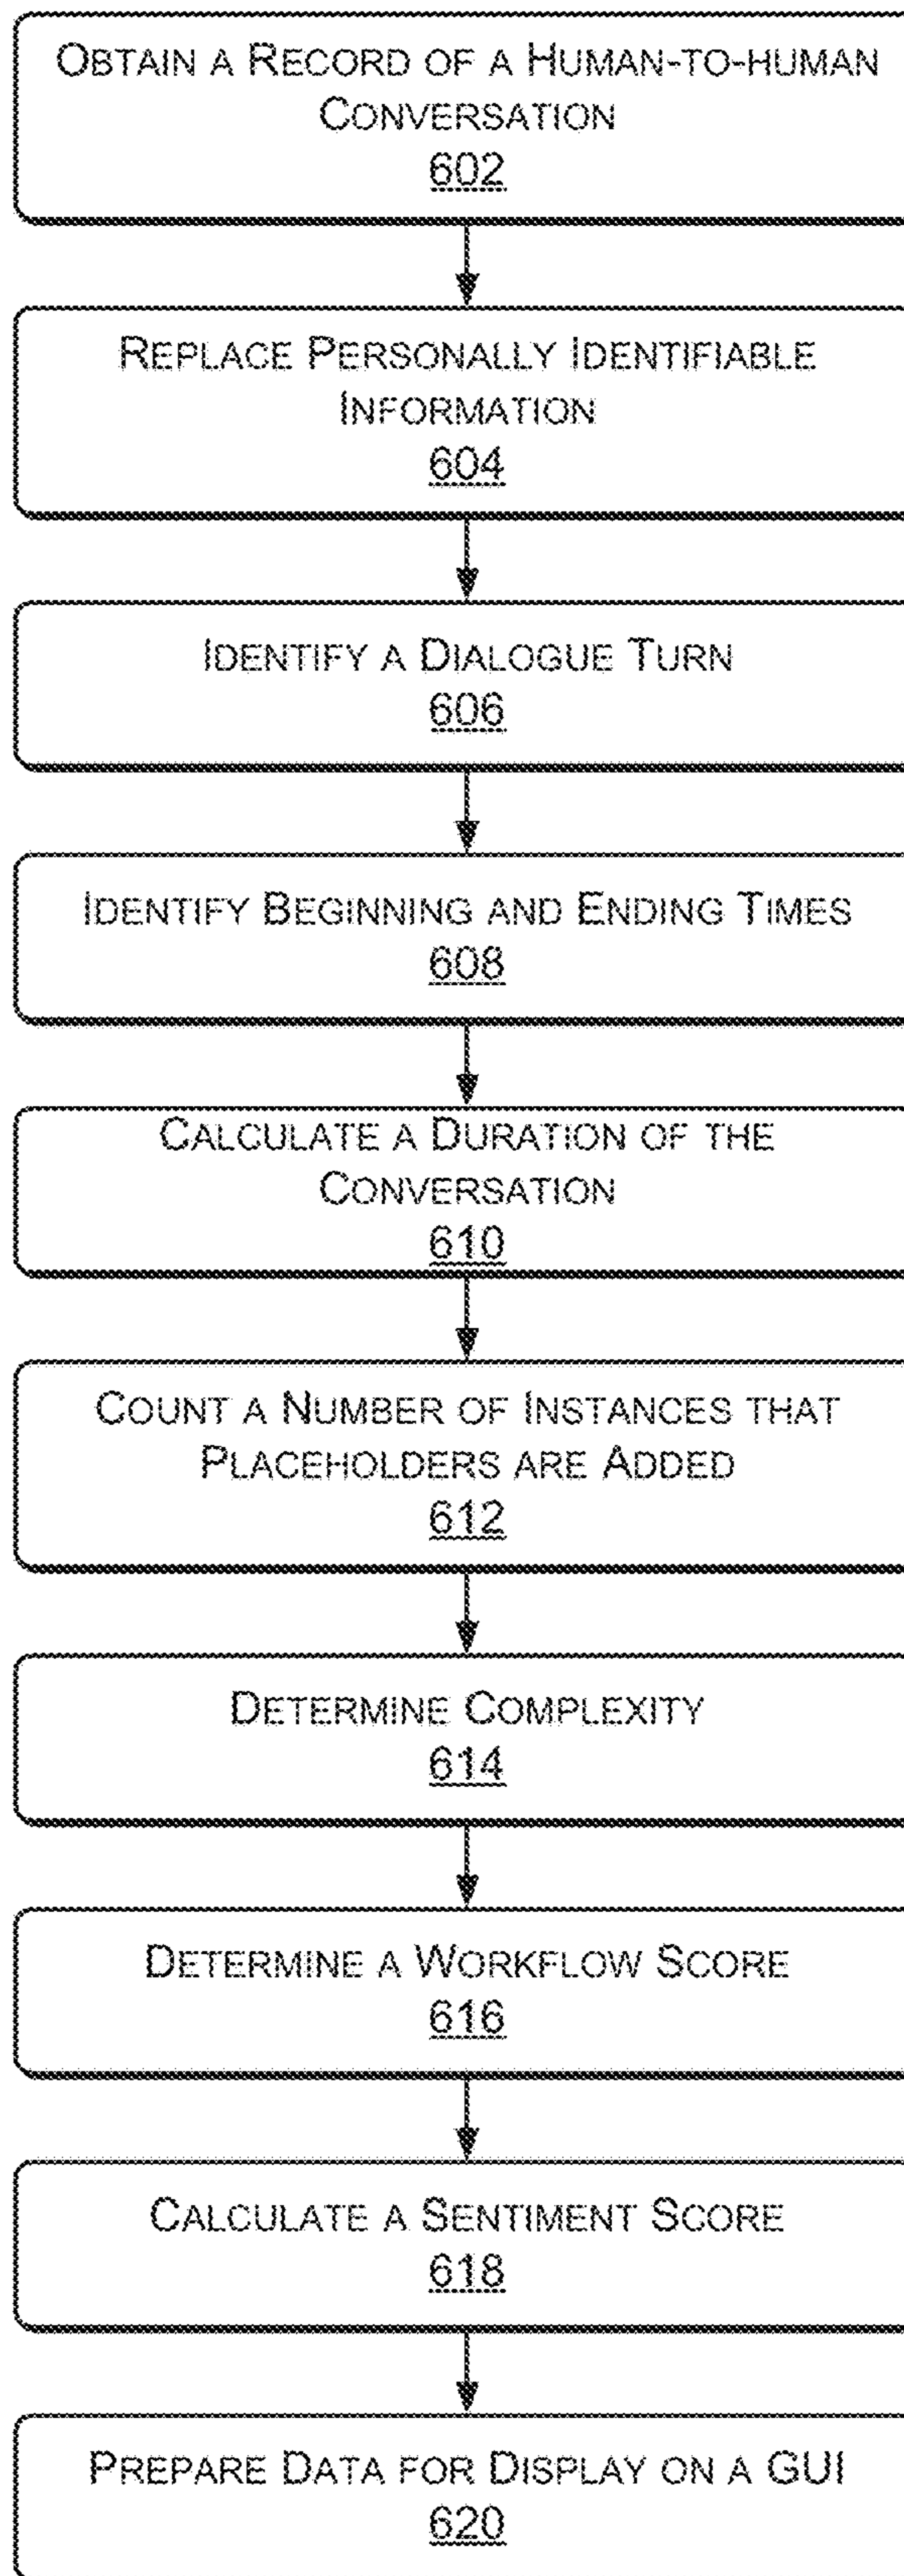 OBTAIN A RECORD OF A HUMAN-TO-HUMAN
CONVERSATION
602
REPLACE PERSONALLY IDENTIFIABLE
INFORMATION
604
IDENTIFY A DIALOGUE TURN
606
IDENTIFY BEGINNING AND ENDING TIMES
608
CALCULATE A DURATION OF THE
CONVERSATION
610
COUNT A NUMBER OF INSTANCES THAT
PLACEHOLDERS ARE ADDED
612
DETERMINE COMPLEXITY
614
DETERMINE A WORKFLOW SCORE
616
CALCULATE A SENTIMENT SCORE
618
PREPARE DATA FOR DISPLAY ON A GUI
620